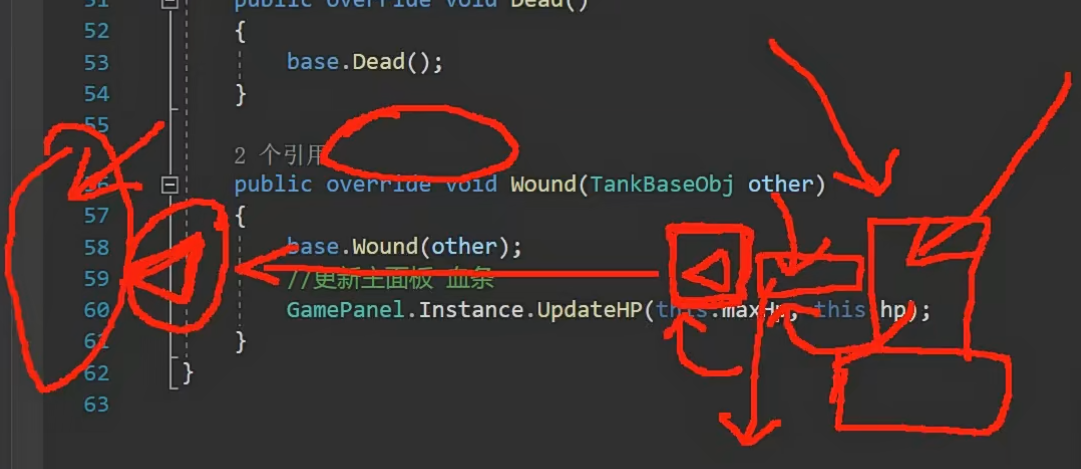 51 public override void Dead()
52 {
53 base.Dead();
54 }
55
2 个引用
56 public override void Wound(TankBaseObj other)
57 {
58 base.Wound(other);
59 //更新主面板 血条
60 GamePanel.Instance.UpdateHP(this.maxHp, this.hp);
61 }
62 }
63